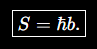 S = ℏb.